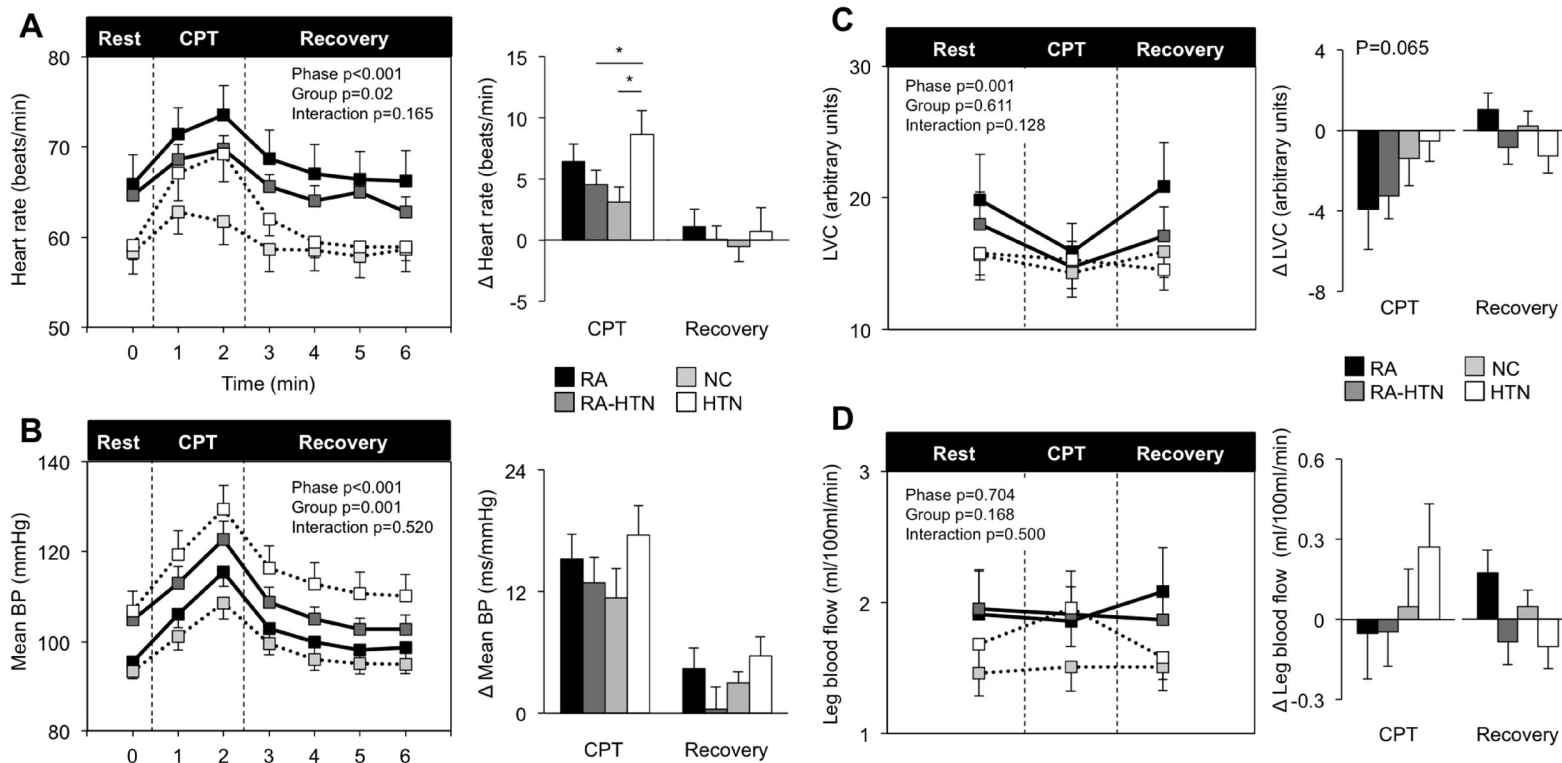 A
Rest CPT Recovery
Heart rate (beats/min)
80
70
60
50
Phase p<0.001
Group p=0.02
Interaction p=0.165
0 1 2 3 4 5 6
Time (min)
Δ Heart rate (beats/min)
15
10
5
0
-5
*
*
CPT Recovery
RA NC
RA-HTN HTN
B
Rest CPT Recovery
Mean BP (mmHg)
140
120
100
80
Phase p<0.001
Group p=0.001
Interaction p=0.520
0 1 2 3 4 5 6
Δ Mean BP (ms/mmHg)
24
12
0
CPT Recovery
C
Rest CPT Recovery
LVC (arbitrary units)
30
20
10
Phase p=0.001
Group p=0.611
Interaction p=0.128
Δ LVC (arbitrary units)
4
0
-4
-8
P=0.065
CPT Recovery
RA NC
RA-HTN HTN
D
Rest CPT Recovery
Leg blood flow (ml/100ml/min)
3
2
1
Phase p=0.704
Group p=0.168
Interaction p=0.500
Δ Leg blood flow (ml/100ml/min)
0.6
0.3
0
-0.3
CPT Recovery